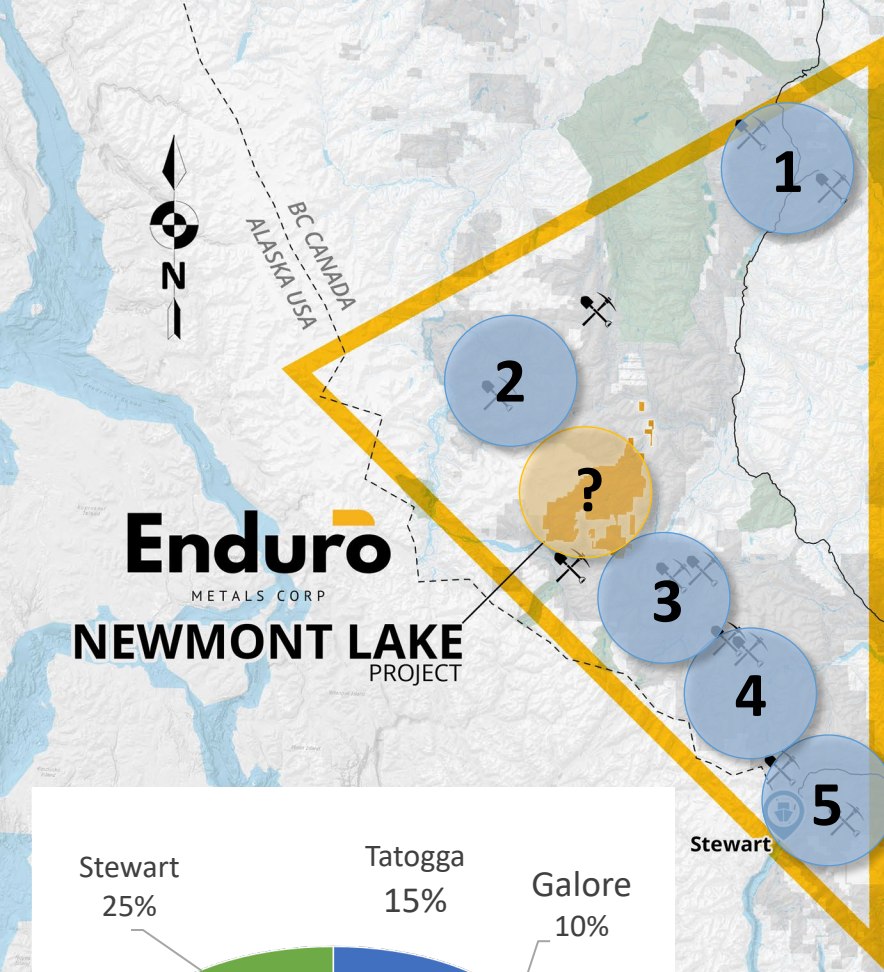 1
BC CANADA
ALASKA USA
N
2
?
Enduro
METALS CORP
NEWMONT LAKE
PROJECT
3
4
5
Stewart
Stewart
25%
Tatogga
15%
Galore
10%